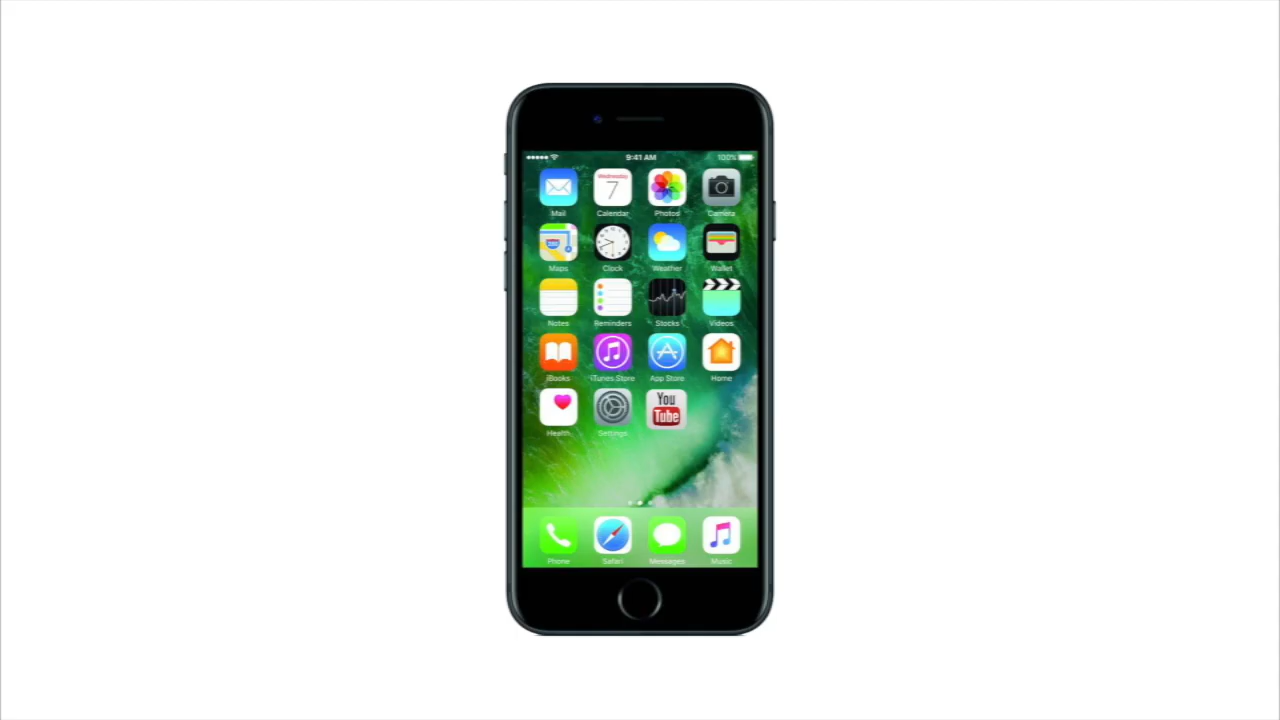 9:41 AM 100%
Wednesday
7
Mail Calendar Photos Camera
280
Maps Clock Weather Wallet
Notes Reminders Stocks Videos
iBooks iTunes Store App Store Home
You
Tube
Health Settings
Phone Safari Messages Music